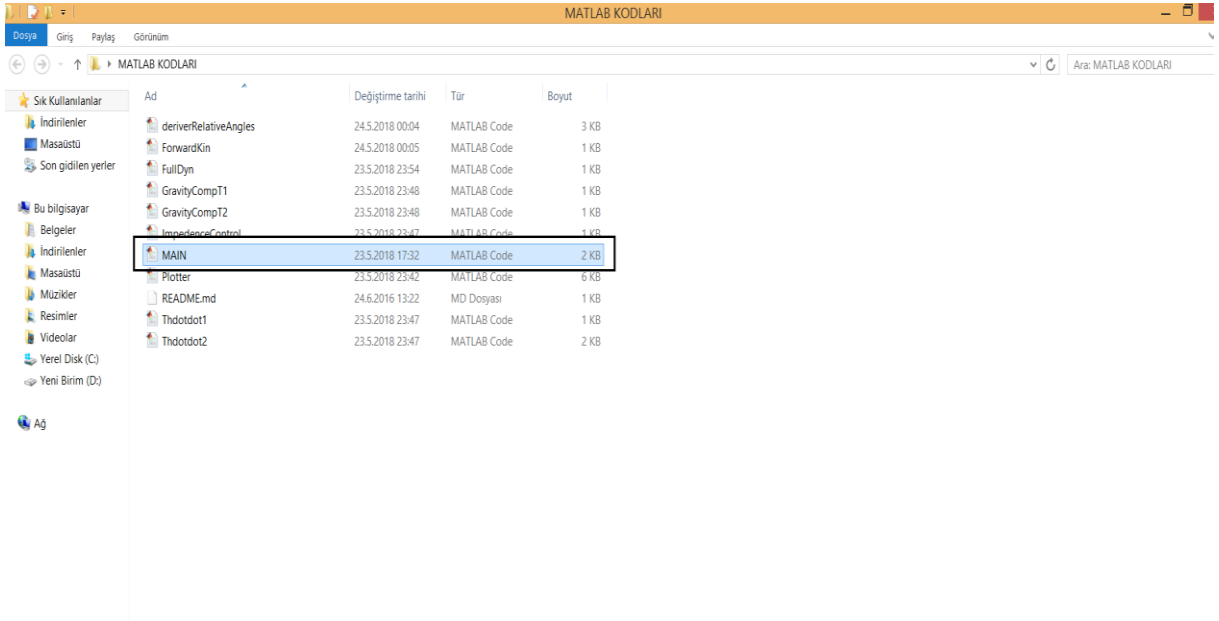 MATLAB KODLARI
Dosya Giriş Paylaş Görünüm
MATLAB KODLARI Ara: MATLAB KODLARI
Sık Kullanılanlar
İndirilenler
Masaüstü
Son gidilen yerler
Bu bilgisayar
Belgeler
İndirilenler
Masaüstü
Müzikler
Resimler
Videolar
Yerel Disk (C:)
Yeni Birim (D:)
Ağ
Ad Değiştirme tarihi Tür Boyut
deriverRelativeAngles 24.5.2018 00:04 MATLAB Code 3 KB
ForwardKin 24.5.2018 00:05 MATLAB Code 1 KB
FullDyn 23.5.2018 23:54 MATLAB Code 1 KB
GravityCompT1 23.5.2018 23:48 MATLAB Code 1 KB
GravityCompT2 23.5.2018 23:48 MATLAB Code 1 KB
ImpedenceControl 23.5.2018 23:47 MATLAB Code 1 KB
MAIN 23.5.2018 17:32 MATLAB Code 2 KB
Plotter 23.5.2018 23:42 MATLAB Code 6 KB
README.md 24.6.2016 13:22 MD Dosyası 1 KB
Thdotdot1 23.5.2018 23:47 MATLAB Code 1 KB
Thdotdot2 23.5.2018 23:47 MATLAB Code 2 KB